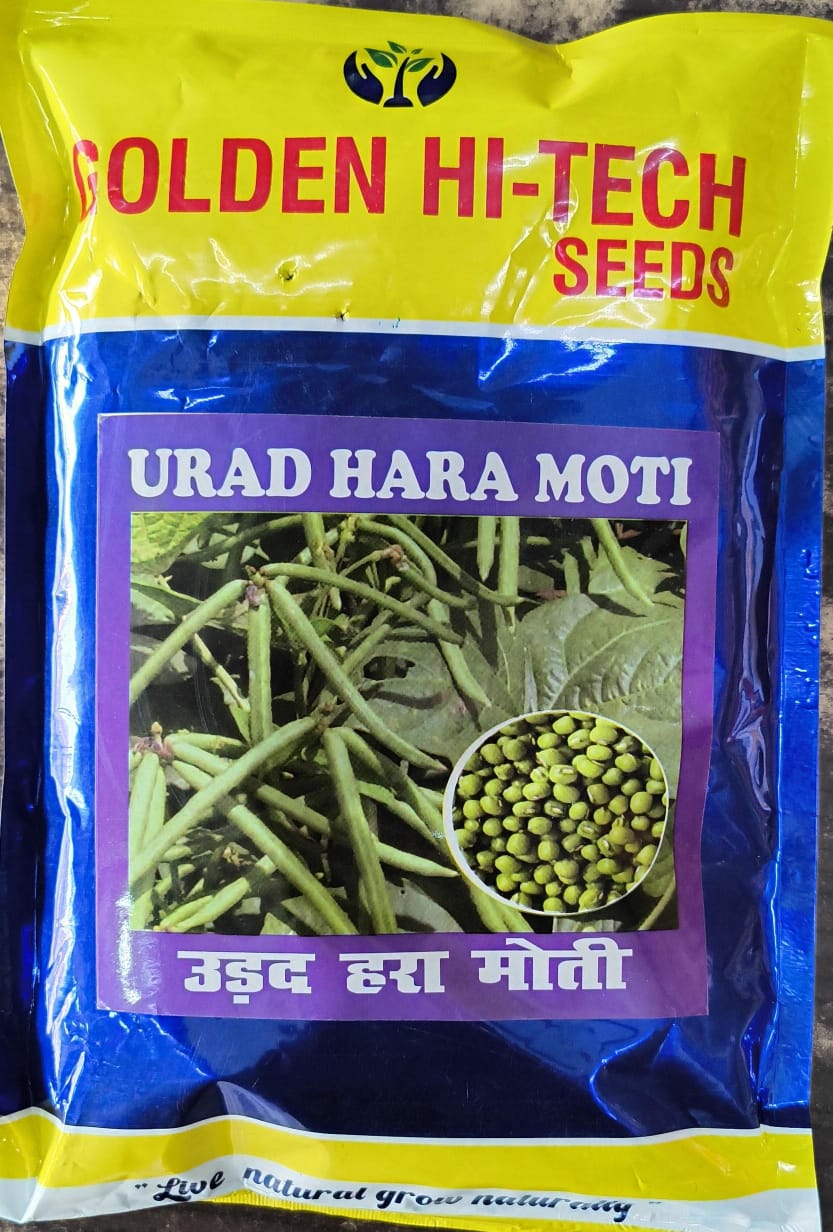 GOLDEN HI-TECH
SEEDS
URAD HARA MOTI
उड़द हरा मोती
"Live natural grow naturally"